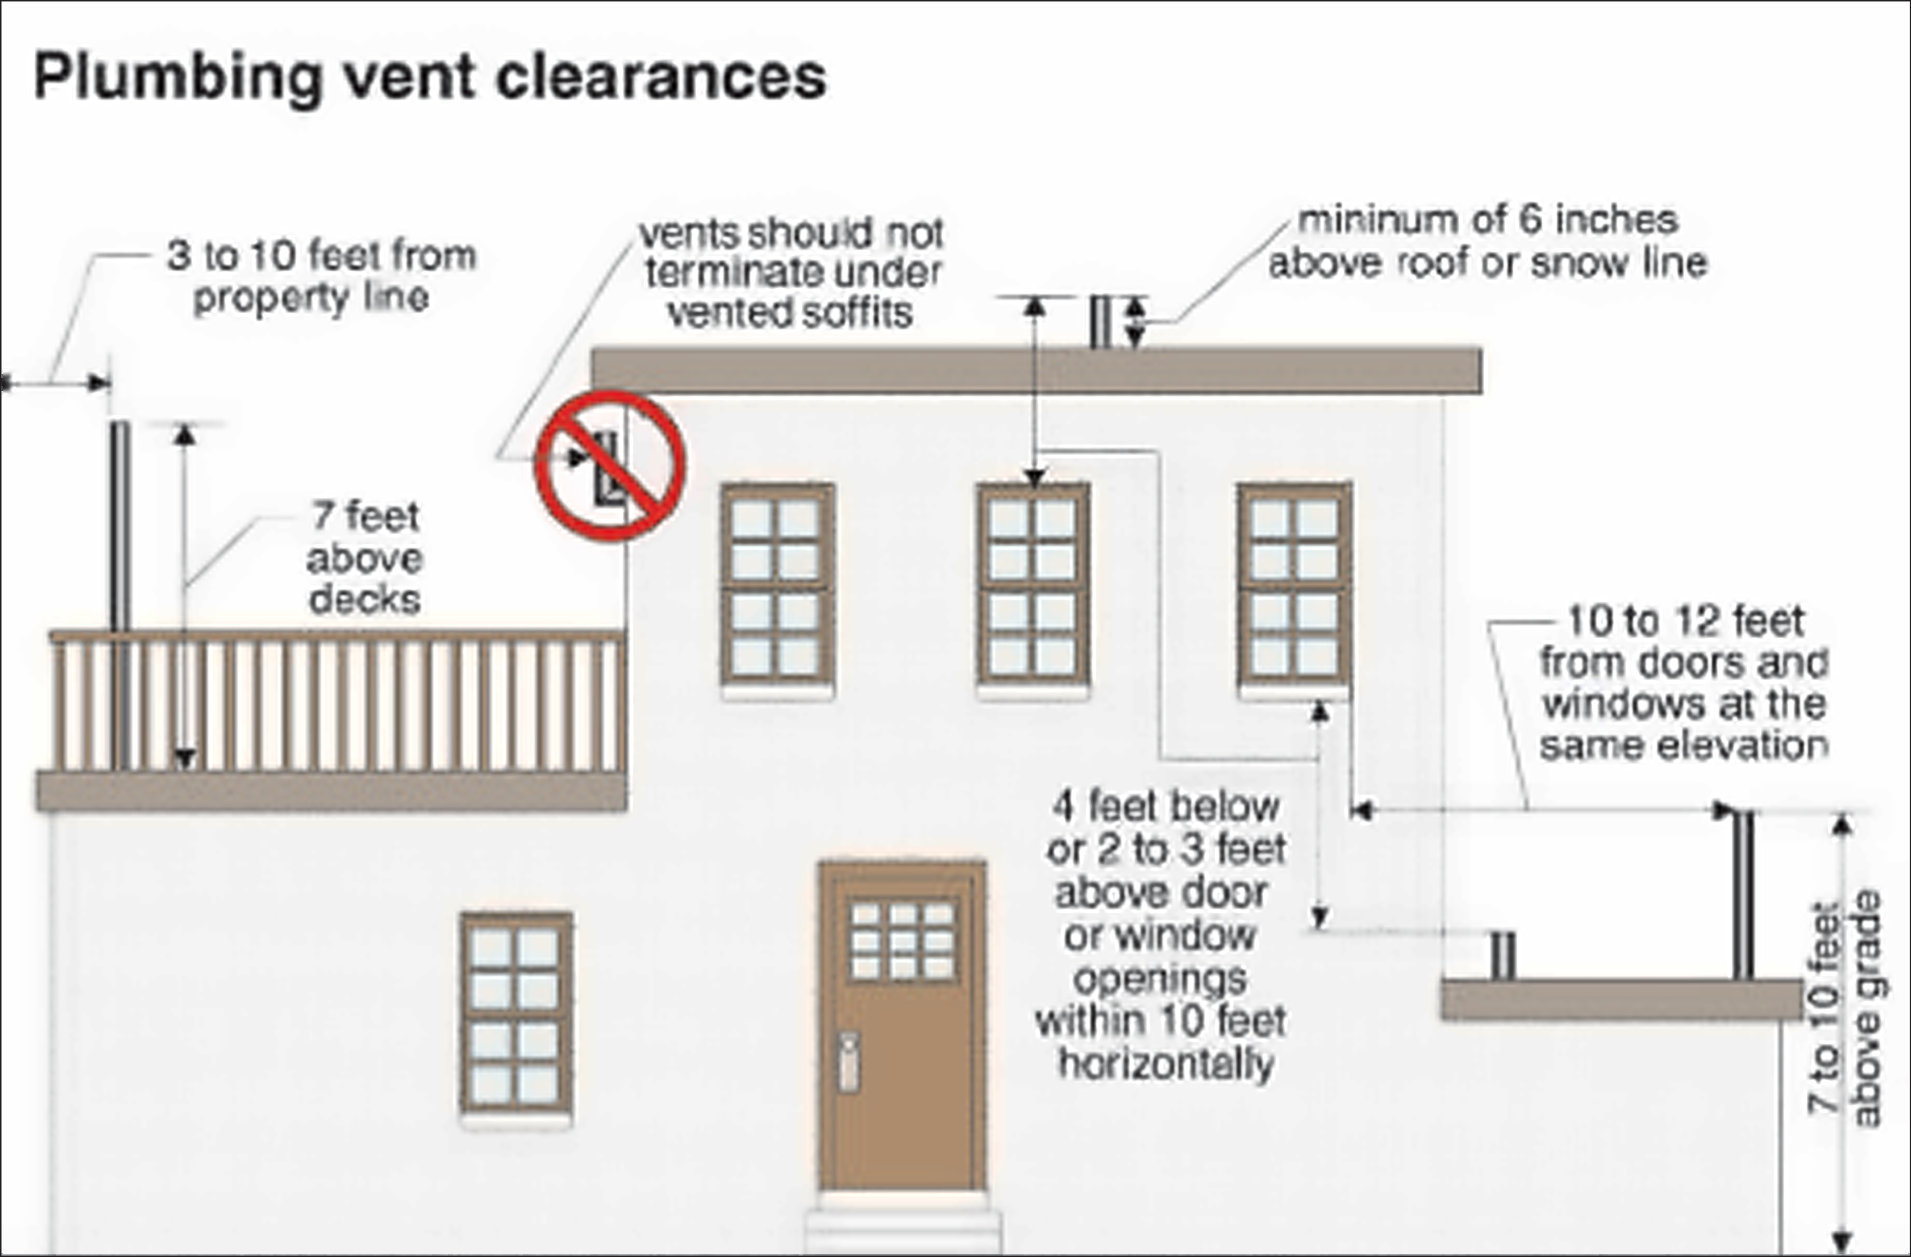 Plumbing vent clearances
3 to 10 feet from
property line
vents should not
terminate under
vented soffits
mininum of 6 inches
above roof or snow line
7 feet
above
decks
10 to 12 feet
from doors and
windows at the
same elevation
4 feet below
or 2 to 3 feet
above door
or window
openings
within 10 feet
horizontally
7 to 10 feet
above grade